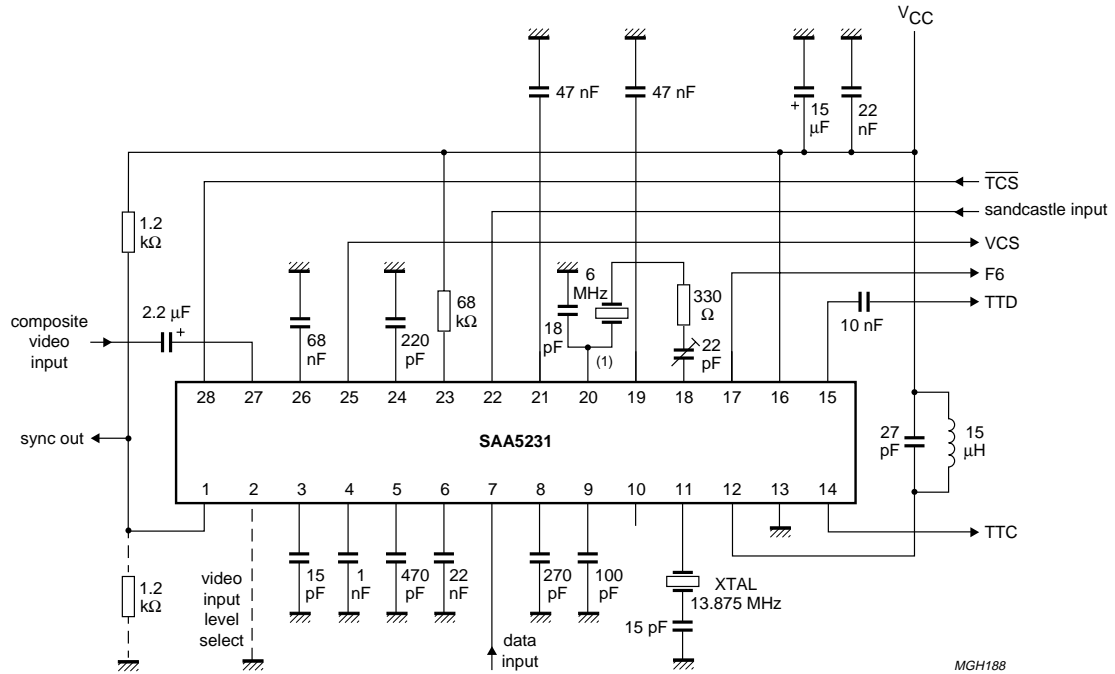 VCC
47 nF
47 nF
15
μF
+
22
nF
TCS
sandcastle input
VCS
F6
TTD
10 nF
1.2
kΩ
composite
video
input
2.2 μF
+
68
nF
220
pF
68
kΩ
18
pF
6
MHz
(1)
330
Ω
22
pF
28 27 26 25 24 23 22 21 20 19 18 17 16 15
sync out
SAA5231
27
pF
15
μH
1 2 3 4 5 6 7 8 9 10 11 12 13 14
TTC
1.2
kΩ
video
input
level
select
15
pF
1
nF
470
pF
22
nF
data
input
270
pF
100
pF
XTAL
13.875 MHz
15 pF
MGH188